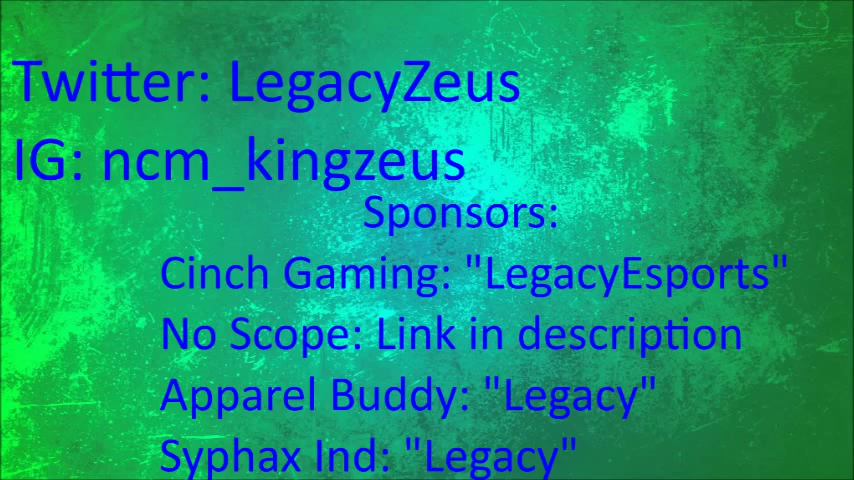 Twitter: LegacyZeus
IG: ncm_kingzeus
Sponsors:
Cinch Gaming: "LegacyEsports"
No Scope: Link in description
Apparel Buddy: "Legacy"
Syphax Ind: "Legacy"